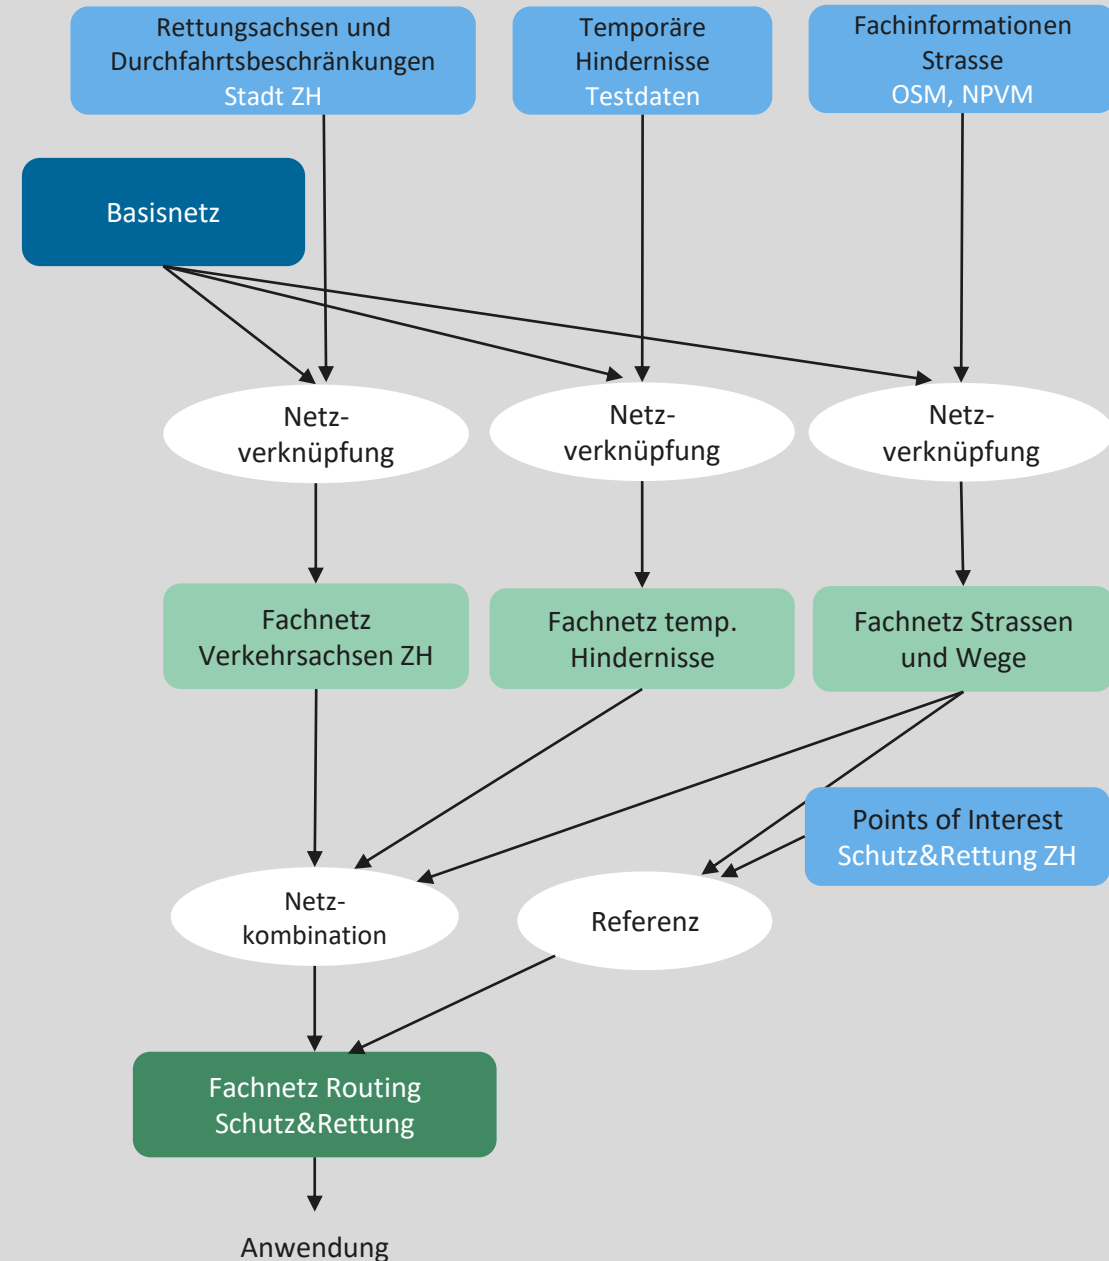 Rettungsachsen und
Durchfahrtsbeschränkungen
Stadt ZH
Temporäre
Hindernisse
Testdaten
Fachinformationen
Strasse
OSM, NPVM
Basisnetz
Netz-
verknüpfung
Netz-
verknüpfung
Netz-
verknüpfung
Fachnetz
Verkehrsachsen ZH
Fachnetz temp.
Hindernisse
Fachnetz Strassen
und Wege
Points of Interest
Schutz&Rettung ZH
Netz-
kombination
Referenz
Fachnetz Routing
Schutz&Rettung
Anwendung